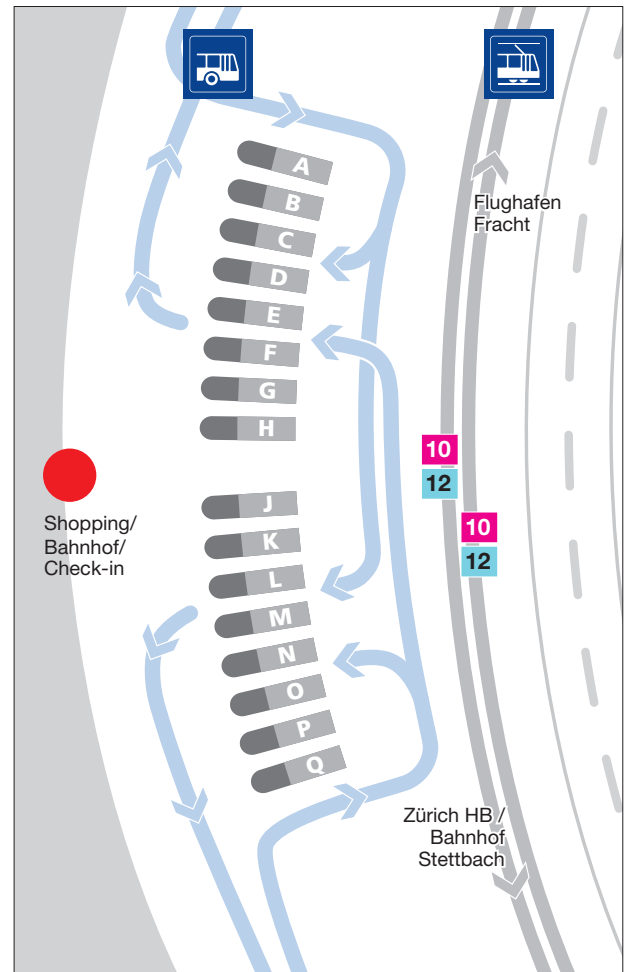 A
B
Flughafen
Fracht
C
D
E
F
G
H
10
12
Shopping/
Bahnhof/
Check-in
J
K
L
M
N
O
P
Q
10
12
Zürich HB /
Bahnhof
Stettbach